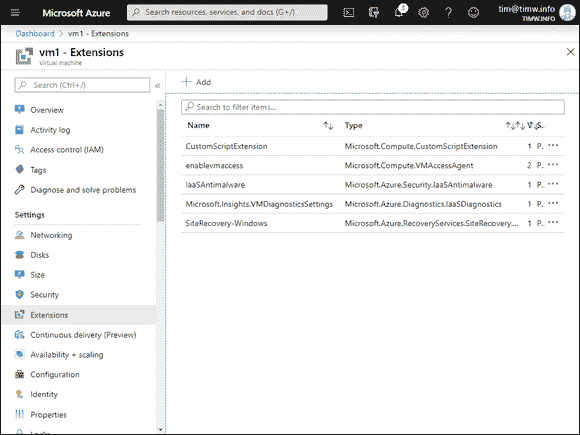 Microsoft Azure
Search resources, services, and docs (G+/)
3
tim@timw.info
TIMW.INFO
Dashboard > vm1 - Extensions
vm1 - Extensions
Virtual machine
Search (Ctrl+/)
Overview
Activity log
Access control (IAM)
Tags
Diagnose and solve problems
Settings
Networking
Disks
Size
Security
Extensions
Continuous delivery (Preview)
Availability + scaling
Configuration
Identity
Properties
Locks
+ Add
Search to filter items...
Name Type V S..
CustomScriptExtension Microsoft.Compute.CustomScriptExtension 1 P.. ...
enablevmaccess Microsoft.Compute.VMAccessAgent 2 P.. ...
IaaSAntimalware Microsoft.Azure.Security.IaaSAntimalware 1 P.. ...
Microsoft.Insights.VMDiagnosticsSettings Microsoft.Azure.Diagnostics.IaaSDiagnostics 1 P.. ...
SiteRecovery-Windows Microsoft.Azure.RecoveryServices.SiteRecovery.... 1 P.. ...